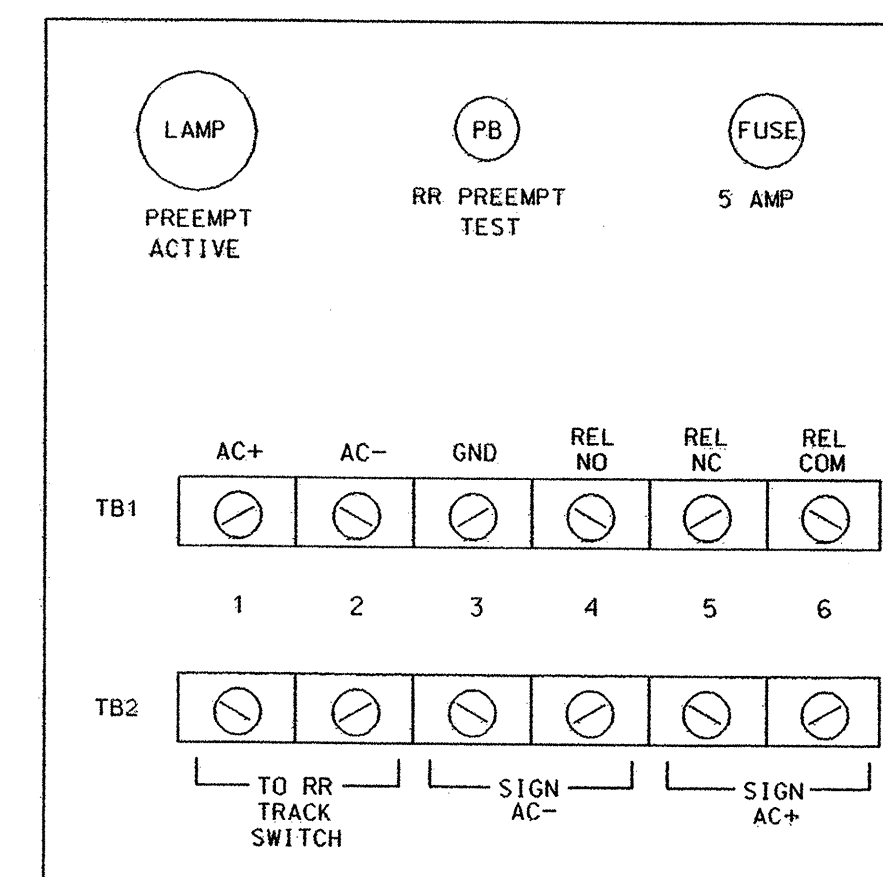 LAMP PB FUSE
PREEMPT ACTIVE
RR PREEMPT TEST
5 AMP
AC+ AC- GND REL NO REL NC REL COM
TB1
1 2 3 4 5 6
TB2
TO RR TRACK SWITCH
SIGN AC-
SIGN AC+